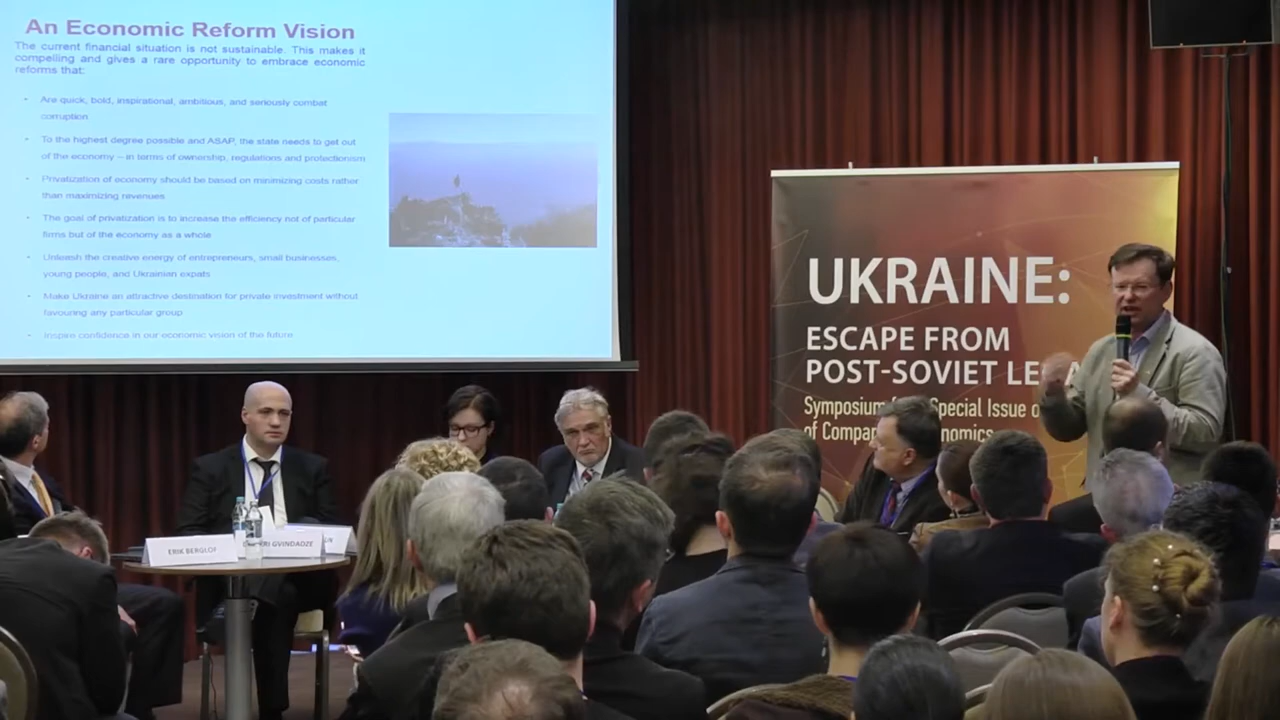 An Economic Reform Vision
The current financial situation is not sustainable. This makes it
compelling and gives a rare opportunity to embrace economic
reforms that:
- Are quick, bold, inspirational, ambitious, and seriously combat
corruption
- To the highest degree possible and ASAP, the state needs to get out
of the economy – in terms of ownership, regulations and protectionism
- Privatization of economy should be based on minimizing costs rather
than maximizing revenues
- The goal of privatization is to increase the efficiency not of particular
firms but of the economy as a whole
- Unleash the creative energy of entrepreneurs, small businesses,
young people, and Ukrainian expats
- Make Ukraine an attractive destination for private investment without
favouring any particular group
- Inspire confidence in our economic vision of the future
UKRAINE:
ESCAPE FROM
POST-SOVIET
Symposium Special Issue
of
ERIK BERGLOF
GVINDADZE